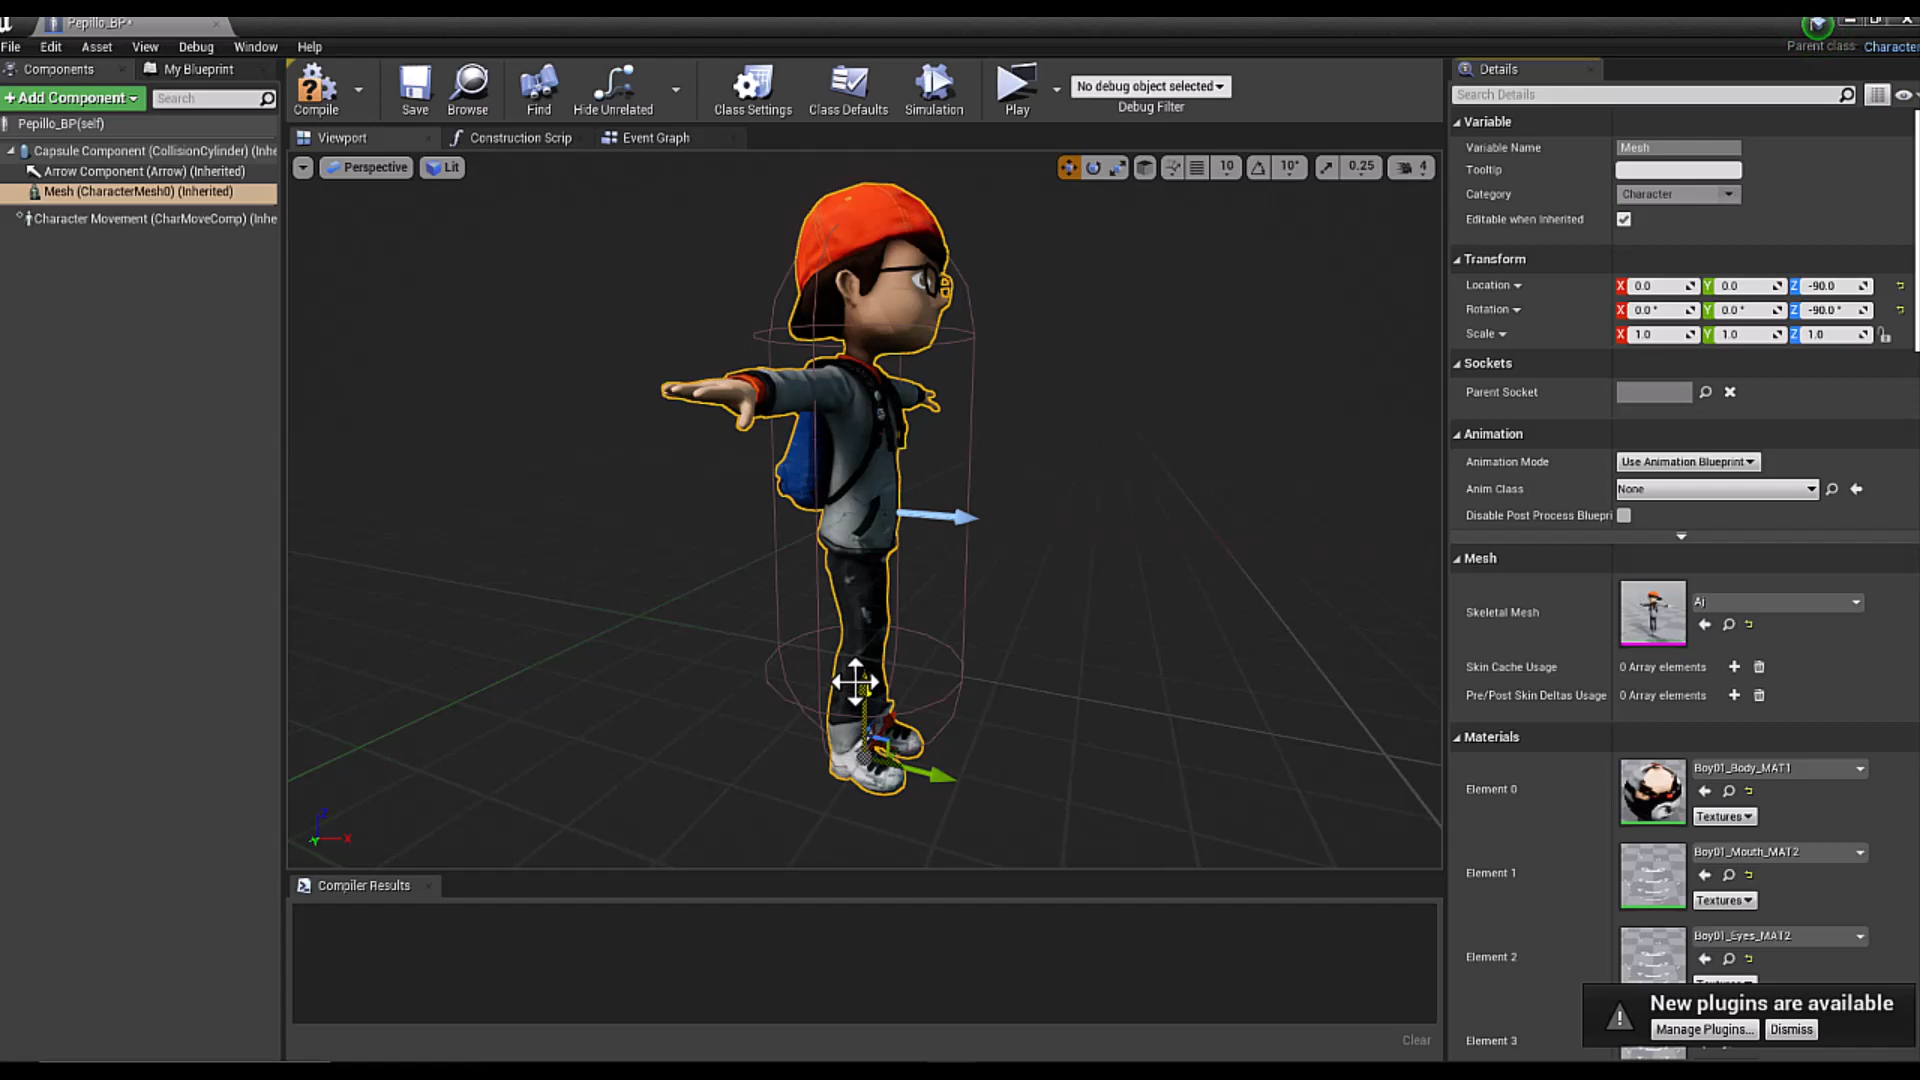 Pepillo_BP*
File Edit Asset View Debug Window Help
Parent class: Character
Components
My Blueprint
+Add Component
Search
Pepillo_BP(self)
Capsule Component (CollisionCylinder) (Inhe
Arrow Component (Arrow) (Inherited)
Mesh (CharacterMesh0) (Inherited)
Character Movement (CharMoveComp) (Inhe
Compile
Save
Browse
Find
Hide Unrelated
Class Settings
Class Defaults
Simulation
Play
No debug object selected
Debug Filter
Viewport
Construction Scrip
Event Graph
Perspective
Lit
10
10°
0.25
4
Compiler Results
Clear
Details
Search Details
Variable
Variable Name Mesh
Tooltip
Category Character
Editable when Inherited
Transform
Location X 0.0 Y 0.0 Z -90.0
Rotation X 0.0° Y 0.0° Z -90.0°
Scale X 1.0 Y 1.0 Z 1.0
Sockets
Parent Socket
Animation
Animation Mode Use Animation Blueprint
Anim Class None
Disable Post Process Bluepri
Mesh
Skeletal Mesh Aj
Skin Cache Usage 0 Array elements
Pre/Post Skin Deltas Usage 0 Array elements
Materials
Element 0 Boy01_Body_MAT1
Textures
Element 1 Boy01_Mouth_MAT2
Textures
Element 2 Boy01_Eyes_MAT2
Element 3
New plugins are available
Manage Plugins... Dismiss
X
Y
Z